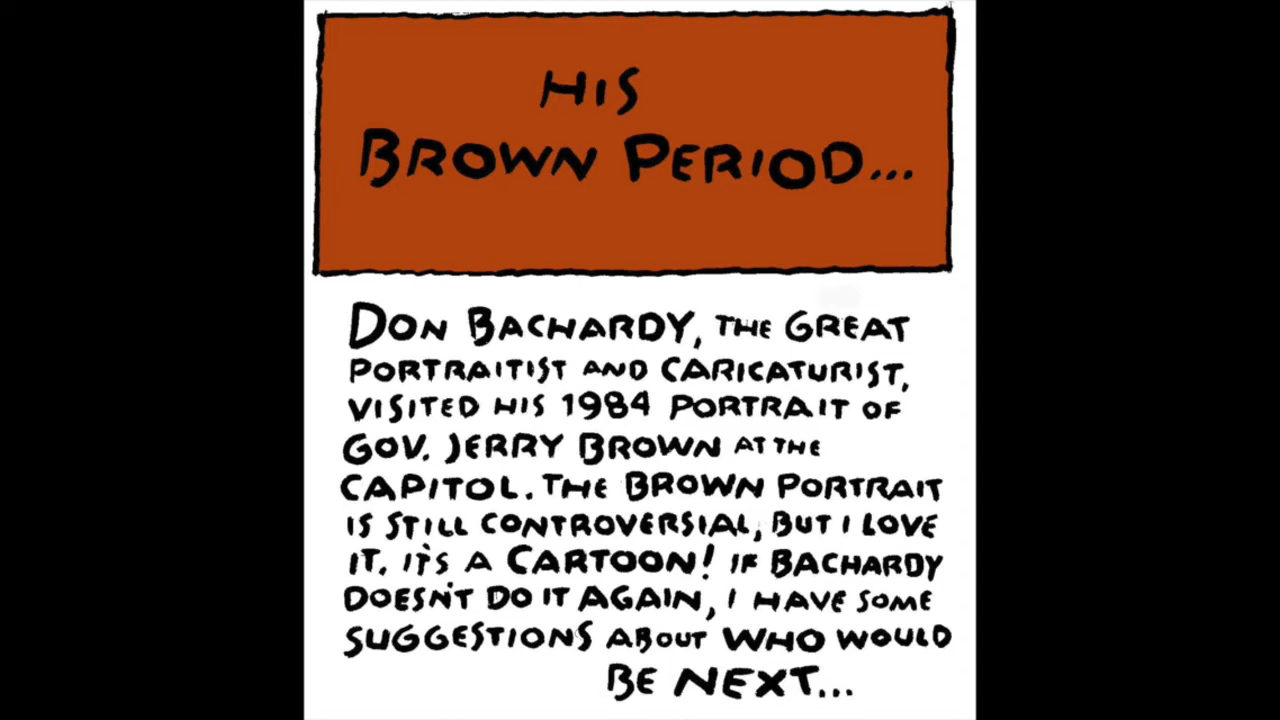 HIS
BROWN PERIOD...
DON BACHARDY, THE GREAT
PORTRAITIST AND CARICATURIST,
VISITED HIS 1984 PORTRAIT OF
GOV. JERRY BROWN AT THE
CAPITOL. THE BROWN PORTRAIT
IS STILL CONTROVERSIAL, BUT I LOVE
IT. IT'S A CARTOON! IF BACHARDY
DOESN'T DO IT AGAIN, I HAVE SOME
SUGGESTIONS ABOUT WHO WOULD
BE NEXT...